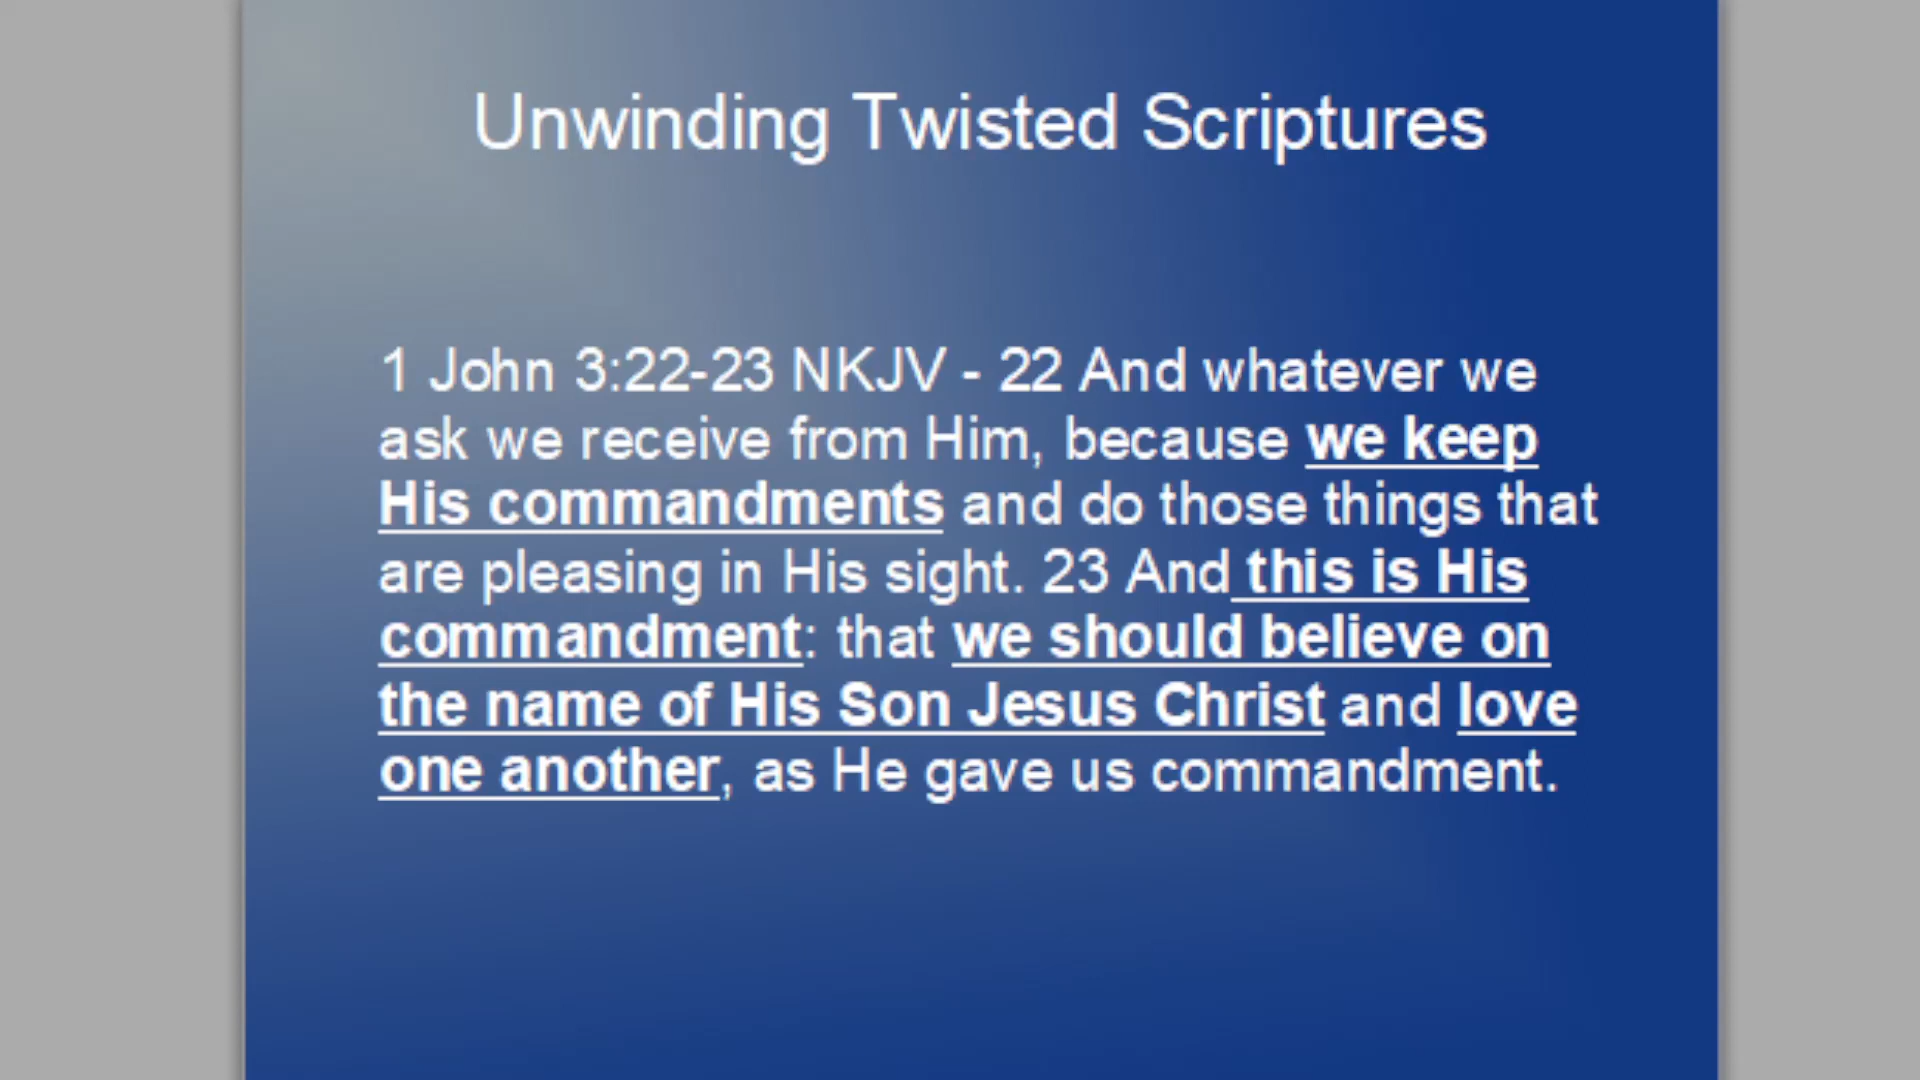 Unwinding Twisted Scriptures
1 John 3:22-23 NKJV - 22 And whatever we
ask we receive from Him, because we keep
His commandments and do those things that
are pleasing in His sight. 23 And this is His
commandment: that we should believe on
the name of His Son Jesus Christ and love
one another, as He gave us commandment.